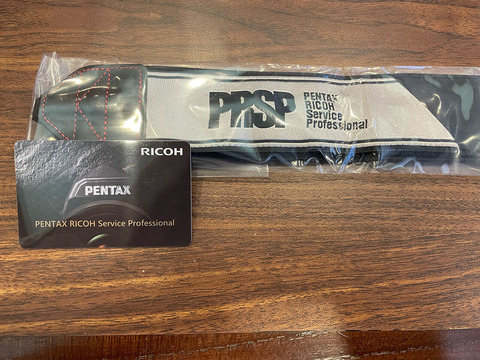 PRSP
PENTAX
RICOH
Service
Professional
RICOH
PENTAX
PENTAX RICOH Service Professional